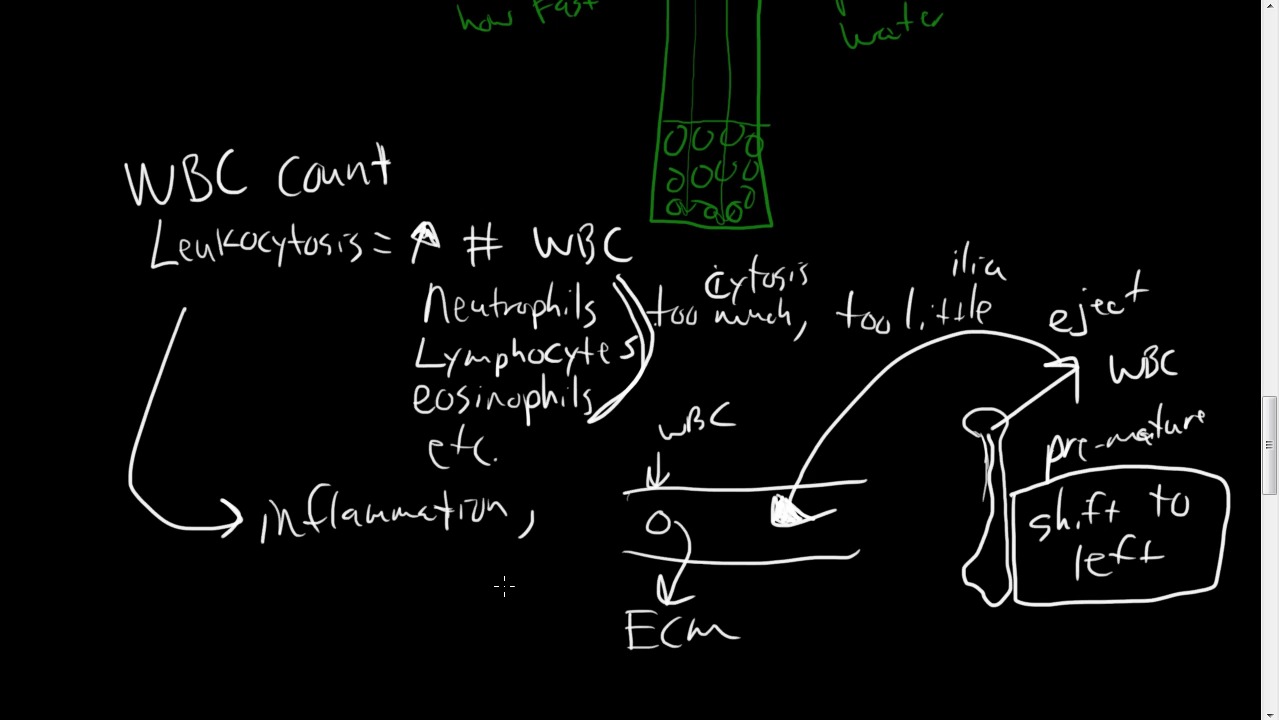 how Fast
water
WBC count
Leukocytosis = ↑ # WBC
Neutrophils
Lymphocytes
eosinophils
etc.
cytosis
too much, too little
ilia
eject
WBC
pre-mature
shift to
left
WBC
inflammation,
ECM